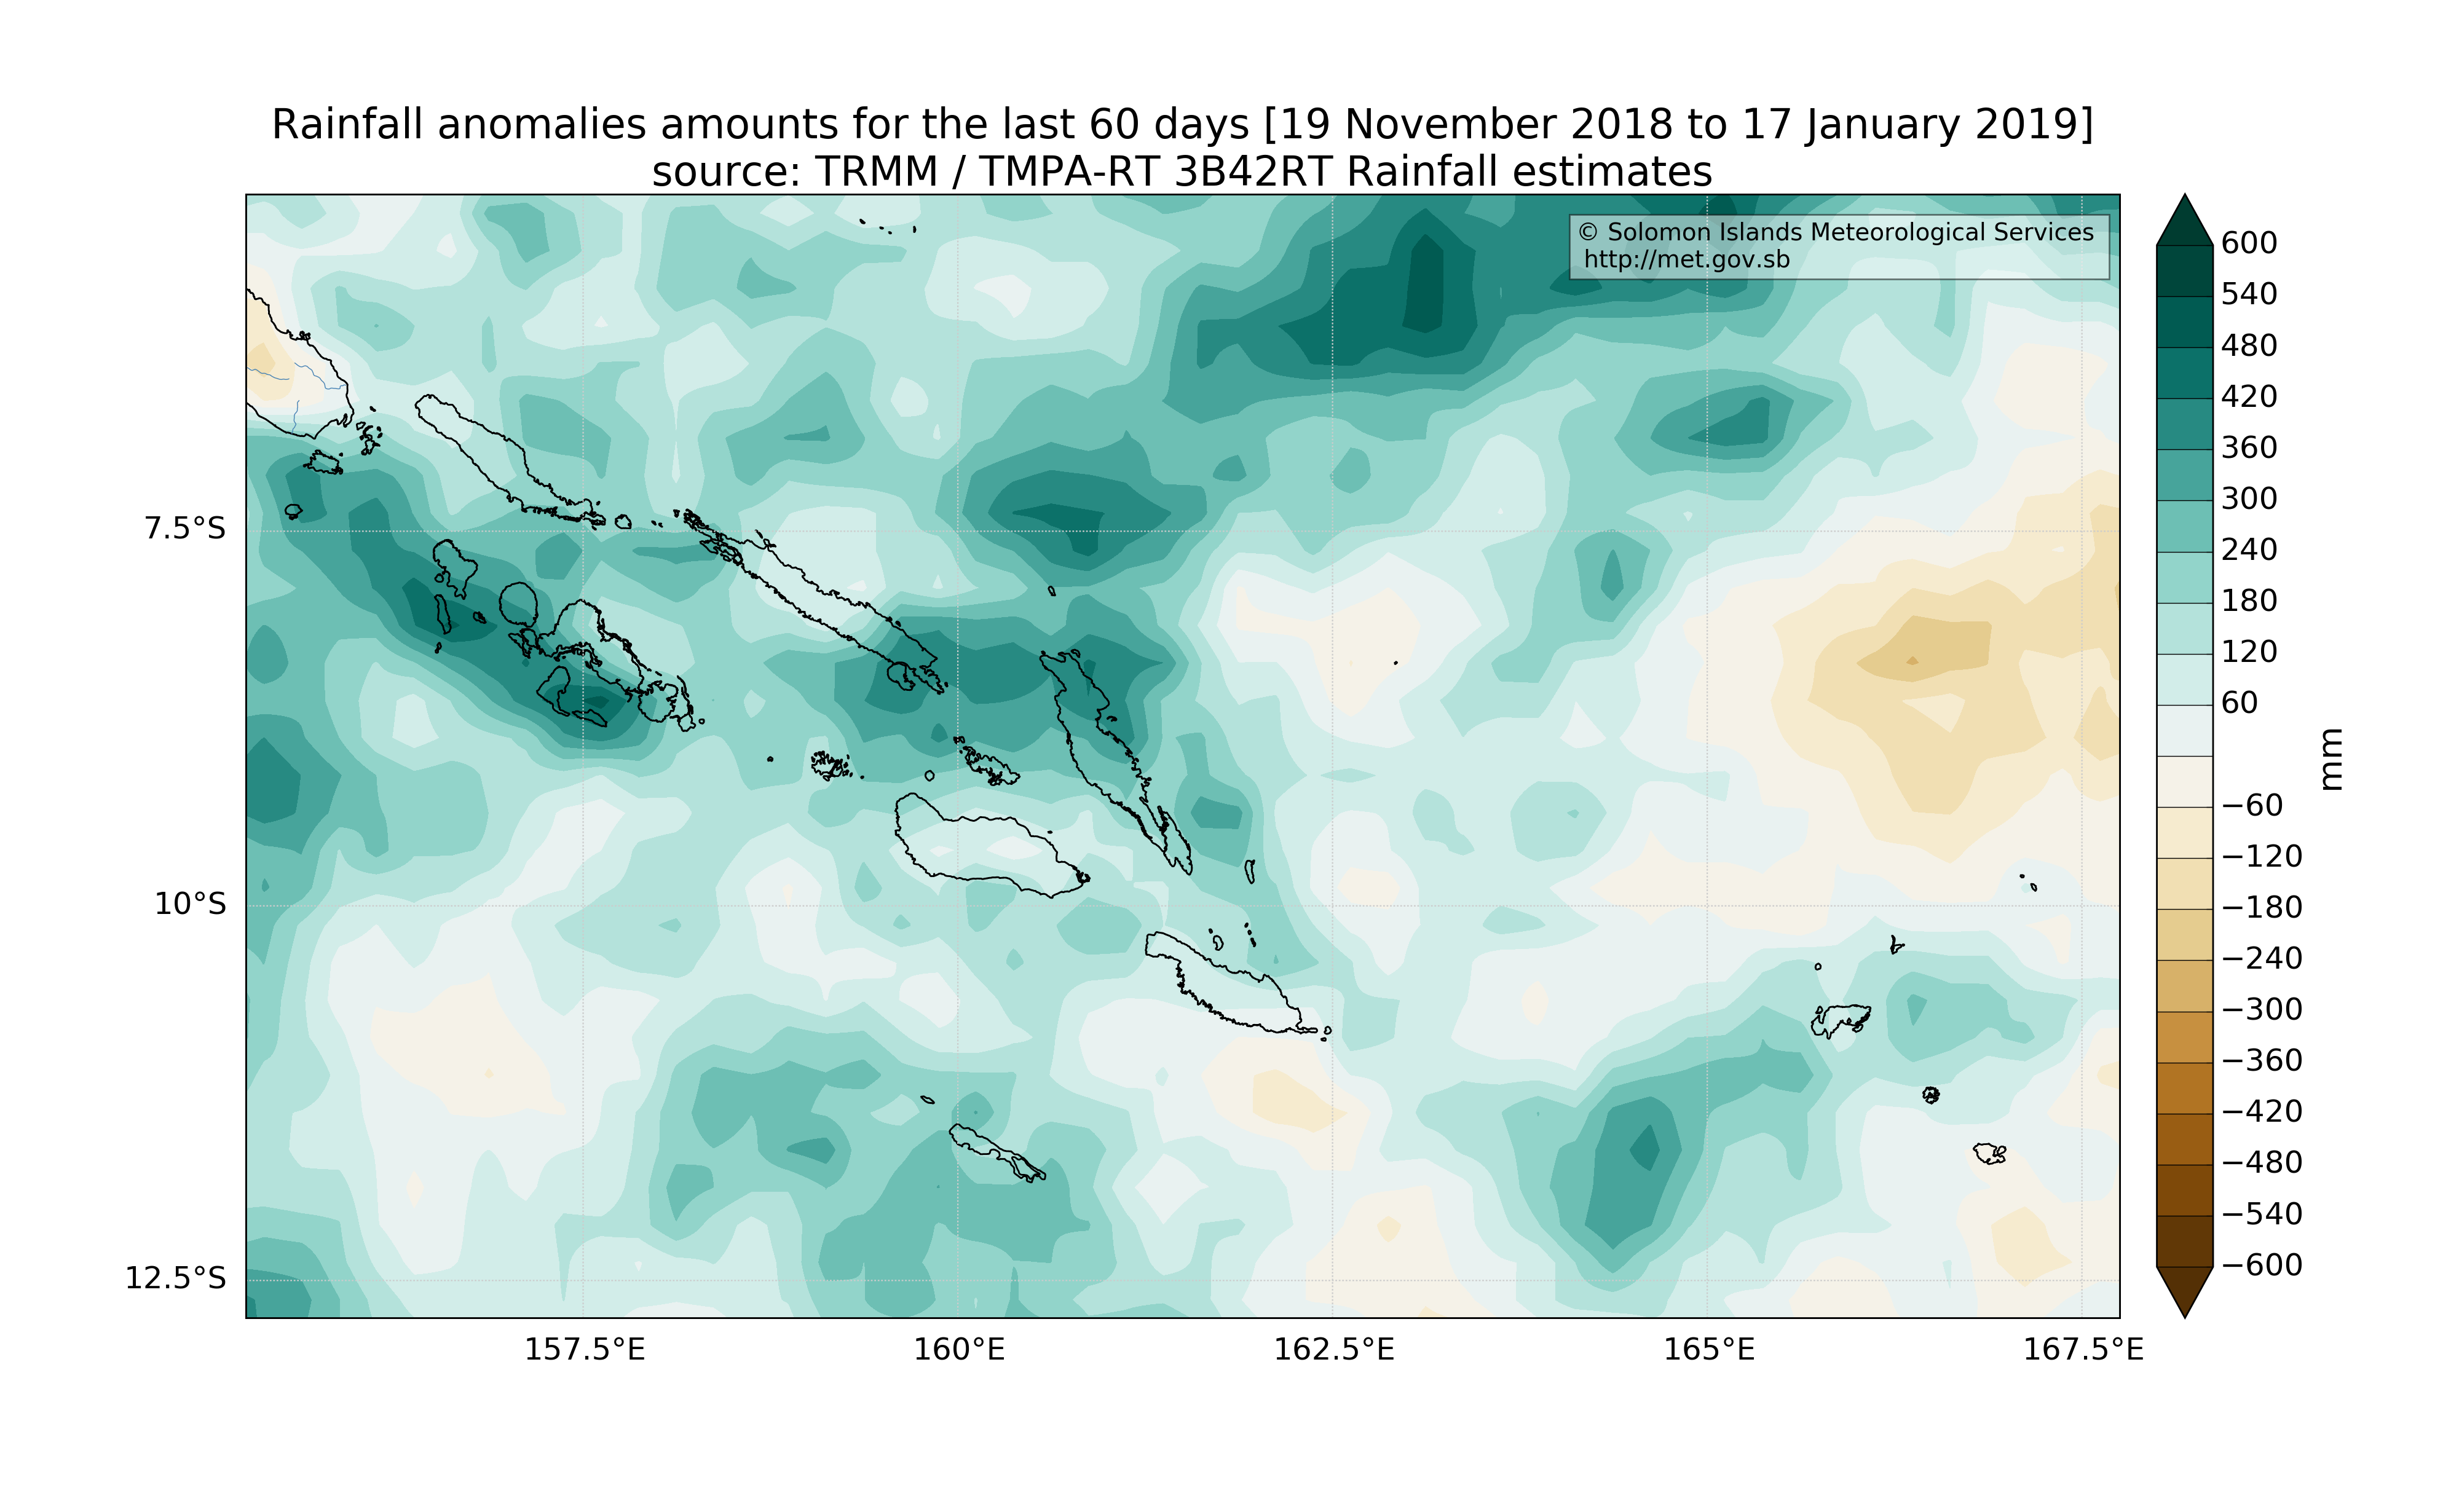 Rainfall anomalies amounts for the last 60 days [19 November 2018 to 17 January 2019]
source: TRMM / TMPA-RT 3B42RT Rainfall estimates
© Solomon Islands Meteorological Services
http://met.gov.sb
7.5°S
10°S
12.5°S
157.5°E
160°E
162.5°E
165°E
167.5°E
600
540
480
420
360
300
240
180
120
60
−60
−120
−180
−240
−300
−360
−420
−480
−540
−600
mm